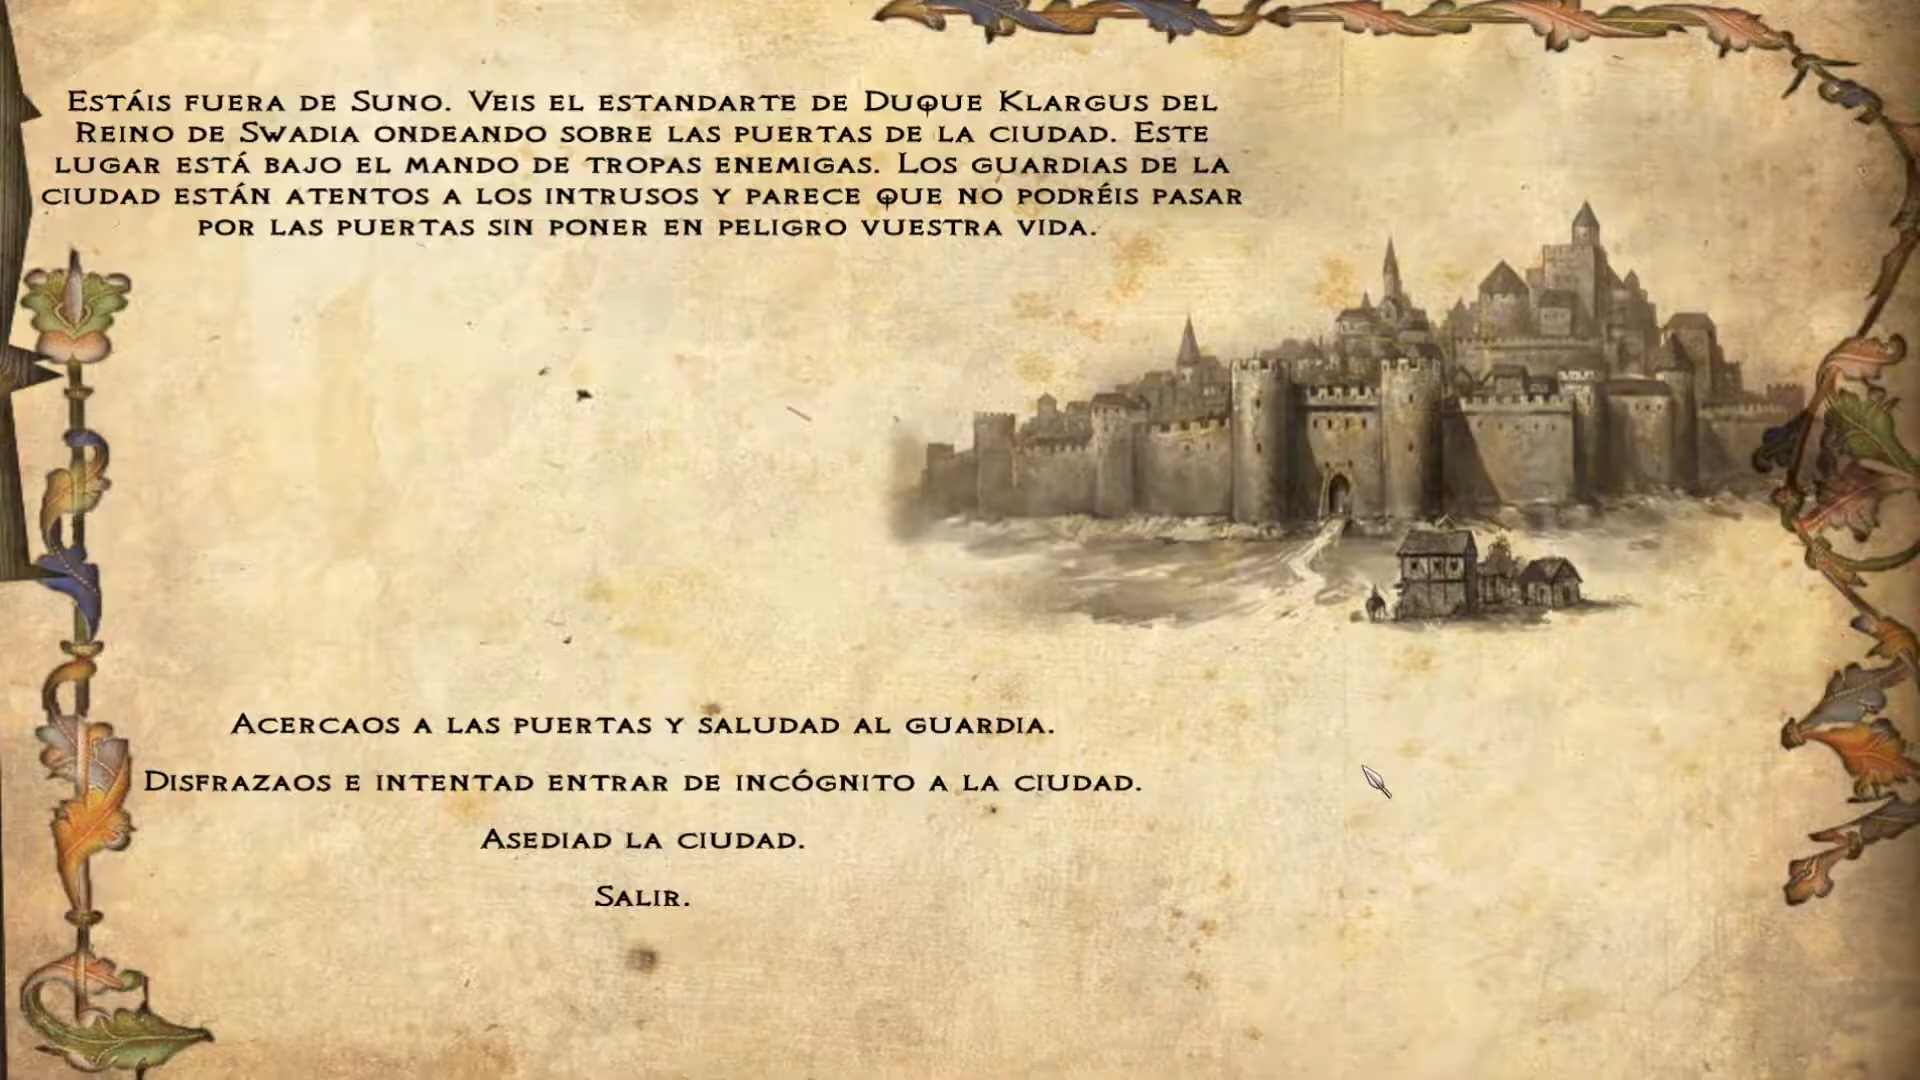 Estáis fuera de Suno. Veis el estandarte de Duque Klargus del
Reino de Swadia ondeando sobre las puertas de la ciudad. Este
lugar está bajo el mando de tropas enemigas. Los guardias de la
ciudad están atentos a los intrusos y parece que no podréis pasar
por las puertas sin poner en peligro vuestra vida.
Acercaos a las puertas y saludad al guardia.
Disfrazaos e intentad entrar de incógnito a la ciudad.
Asediad la ciudad.
Salir.